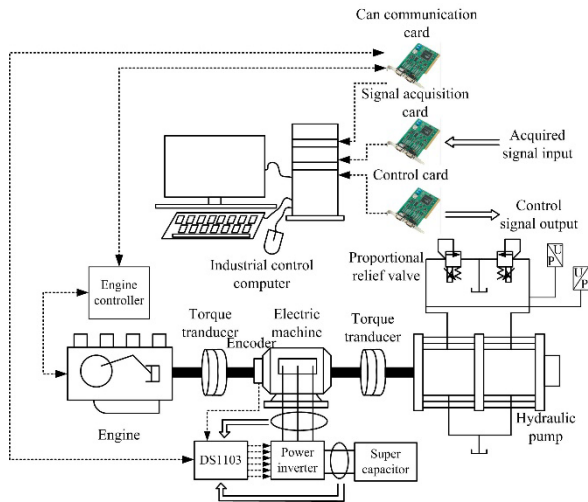 Can communication
card
Signal acquisition
card
Acquired
signal input
Control card
Control
signal output
Industrial control
computer
Proportional
relief valve
U
P
U
P
Engine
controller
Torque
tranducer
Encoder
Electric
machine
Torque
tranducer
Engine
Hydraulic
pump
DS1103
Power
inverter
Super
capacitor